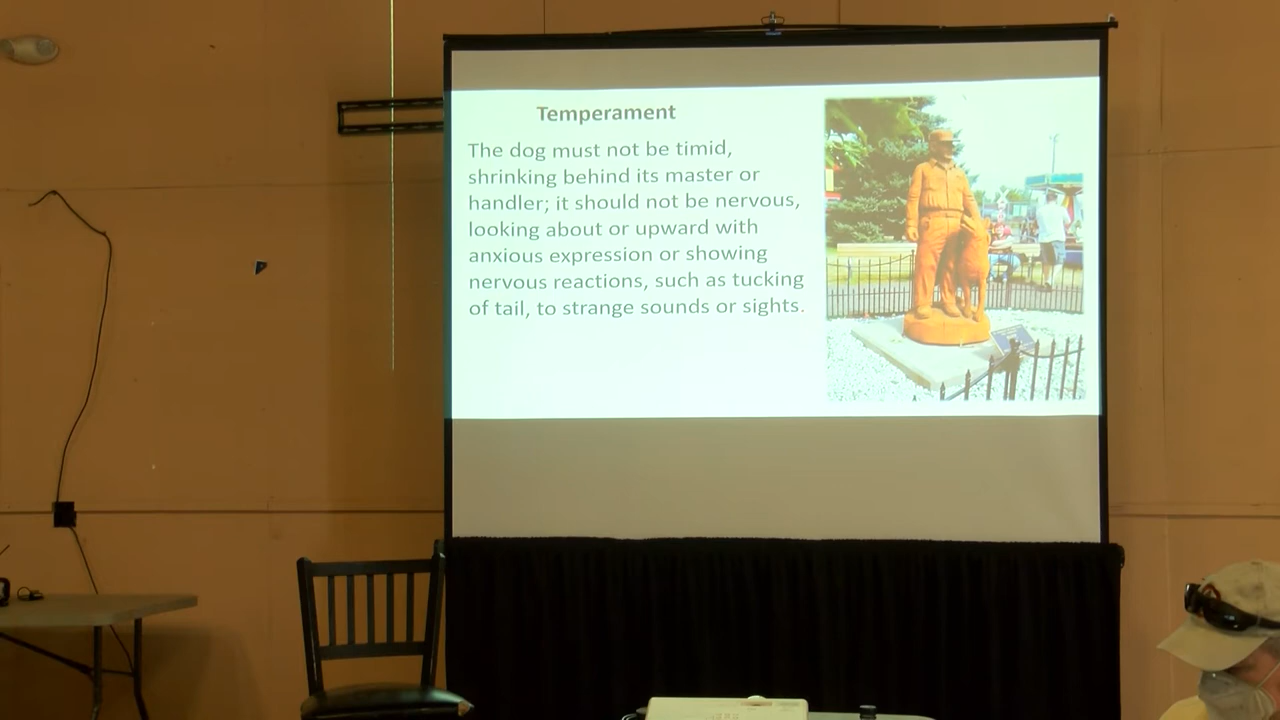 Temperament
The dog must not be timid,
shrinking behind its master or
handler; it should not be nervous,
looking about or upward with
anxious expression or showing
nervous reactions, such as tucking
of tail, to strange sounds or sights.